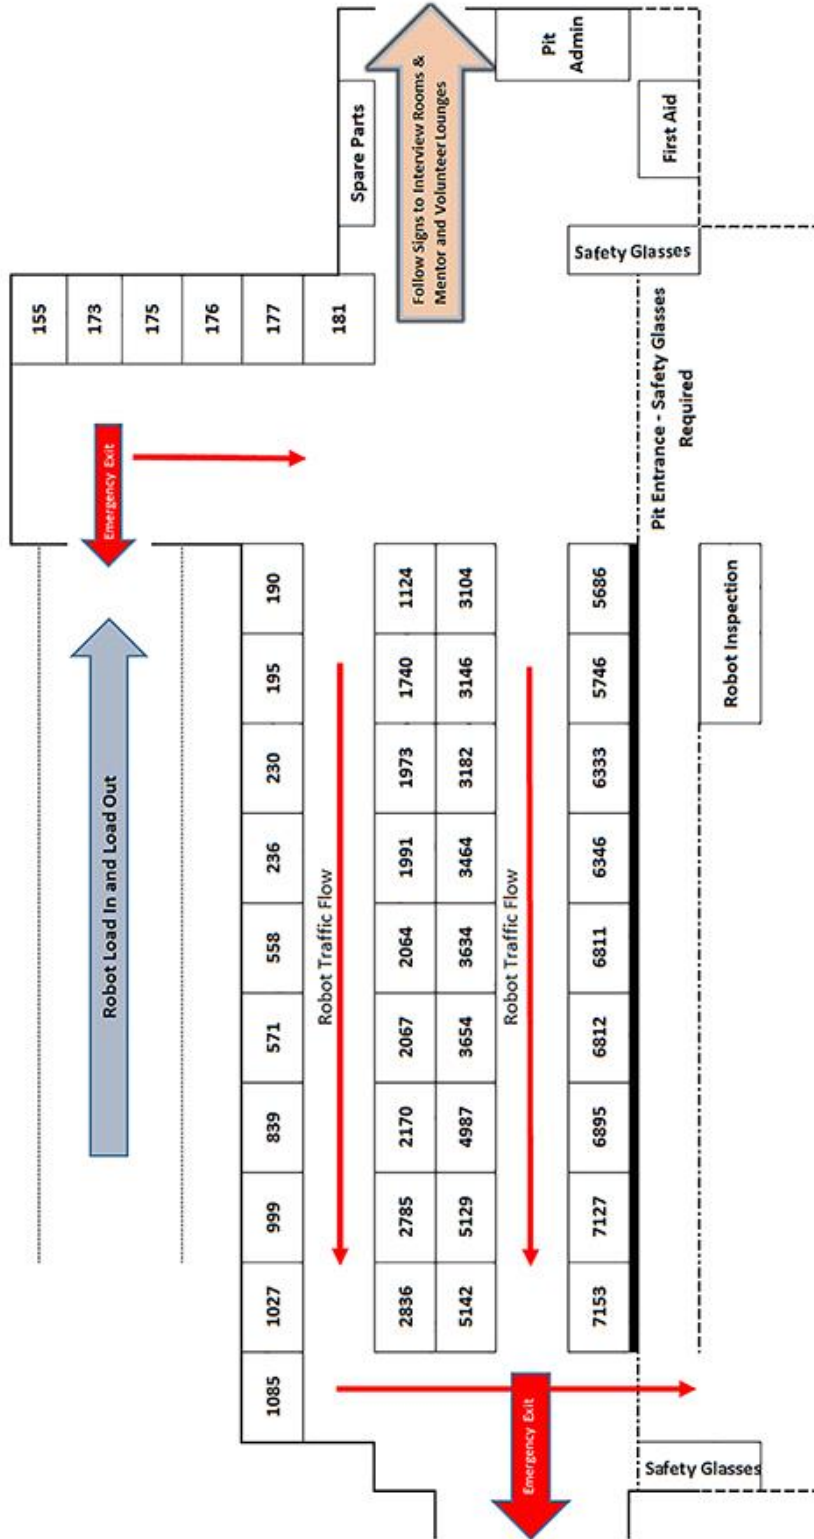 Pit
Admin
First Aid
Spare Parts
Follow Signs to Interview Rooms &
Mentor and Volunteer Lounges
Safety Glasses
155
173
175
176
177
181
Pit Entrance - Safety Glasses
Required
Emergency Exit
Robot Load In and Load Out
190
195
230
236
558
571
839
999
1027
1085
Robot Traffic Flow
1124
1740
1973
1991
2064
2067
2170
2785
2836
3104
3146
3182
3464
3634
3654
4987
5129
5142
Robot Traffic Flow
5686
5746
6333
6346
6811
6812
6895
7127
7153
Robot Inspection
Emergency Exit
Safety Glasses